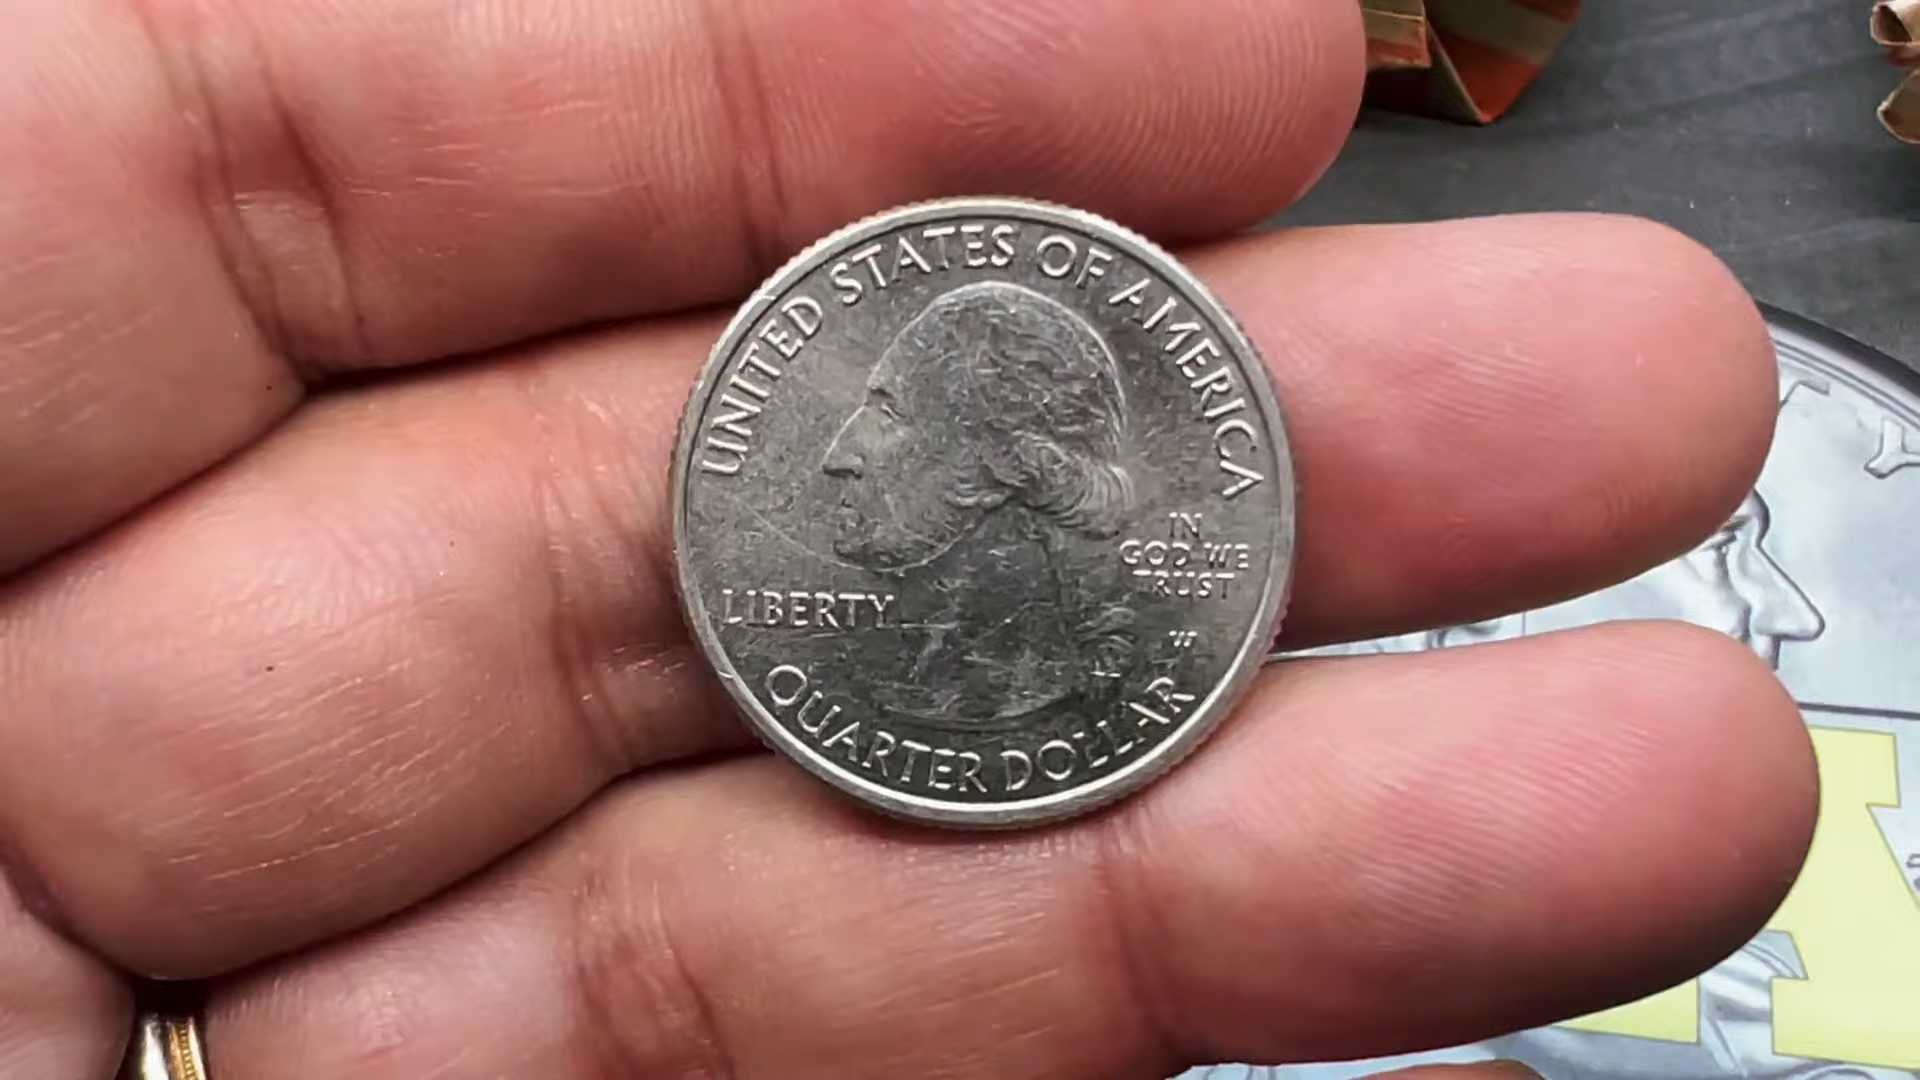 UNITED STATES OF AMERICA
LIBERTY
IN
GOD WE
TRUST
W
QUARTER DOLLAR